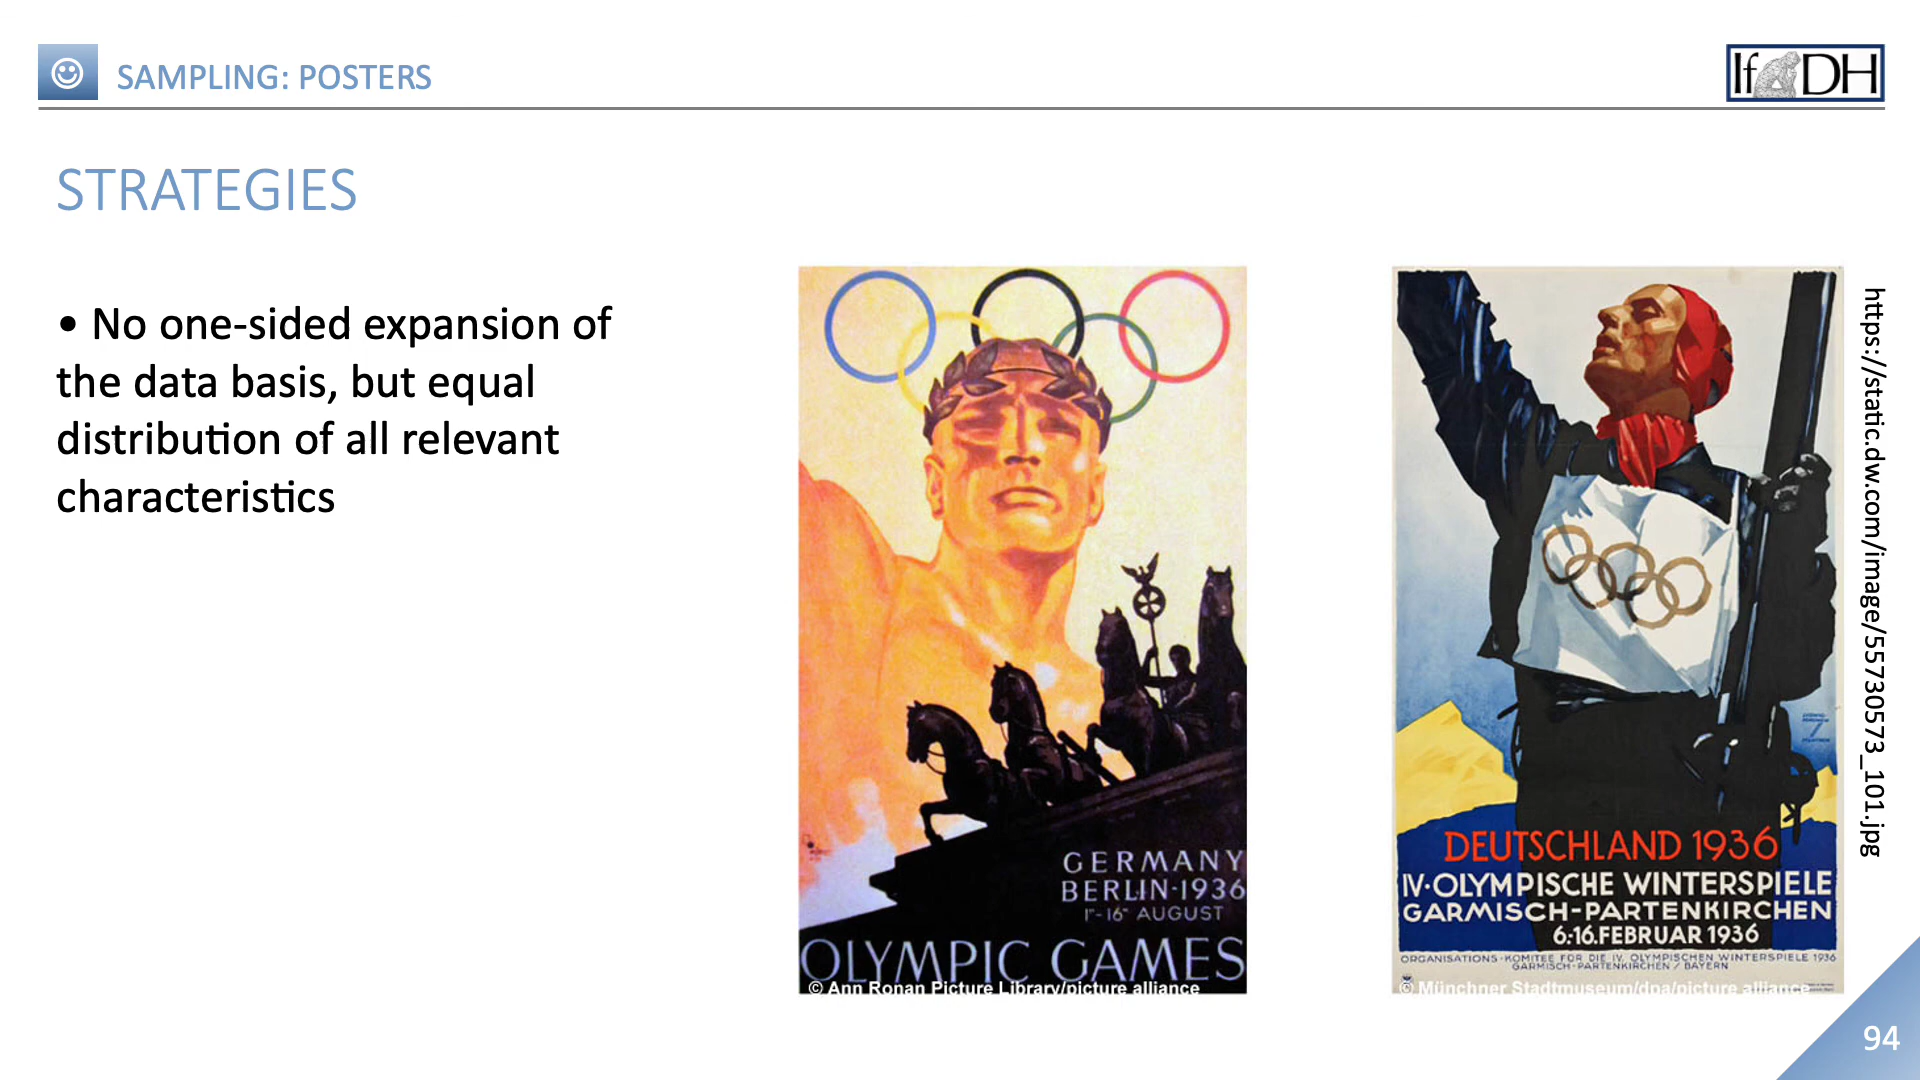 SAMPLING: POSTERS
IfDH
STRATEGIES
• No one-sided expansion of
the data basis, but equal
distribution of all relevant
characteristics
GERMANY
BERLIN·1936
1ˢᵗ-16ᵗʰ AUGUST
OLYMPIC GAMES
© Ann Ronan Picture Library/picture alliance
DEUTSCHLAND 1936
IV·OLYMPISCHE WINTERSPIELE
GARMISCH-PARTENKIRCHEN
6.-16.FEBRUAR 1936
ORGANISATIONS-KOMITEE FÜR DIE IV. OLYMPISCHEN WINTERSPIELE 1936
GARMISCH-PARTENKIRCHEN / BAYERN
© Münchner Stadtmuseum/dpa/picture alliance
https://static.dw.com/image/55730573_101.jpg
94